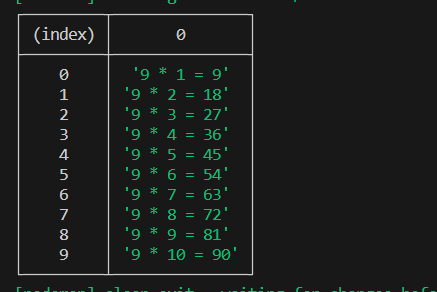 (index) 0
0 '9 * 1 = 9'
1 '9 * 2 = 18'
2 '9 * 3 = 27'
3 '9 * 4 = 36'
4 '9 * 5 = 45'
5 '9 * 6 = 54'
6 '9 * 7 = 63'
7 '9 * 8 = 72'
8 '9 * 9 = 81'
9 '9 * 10 = 90'
[nodemon] clean exit - waiting for changes before